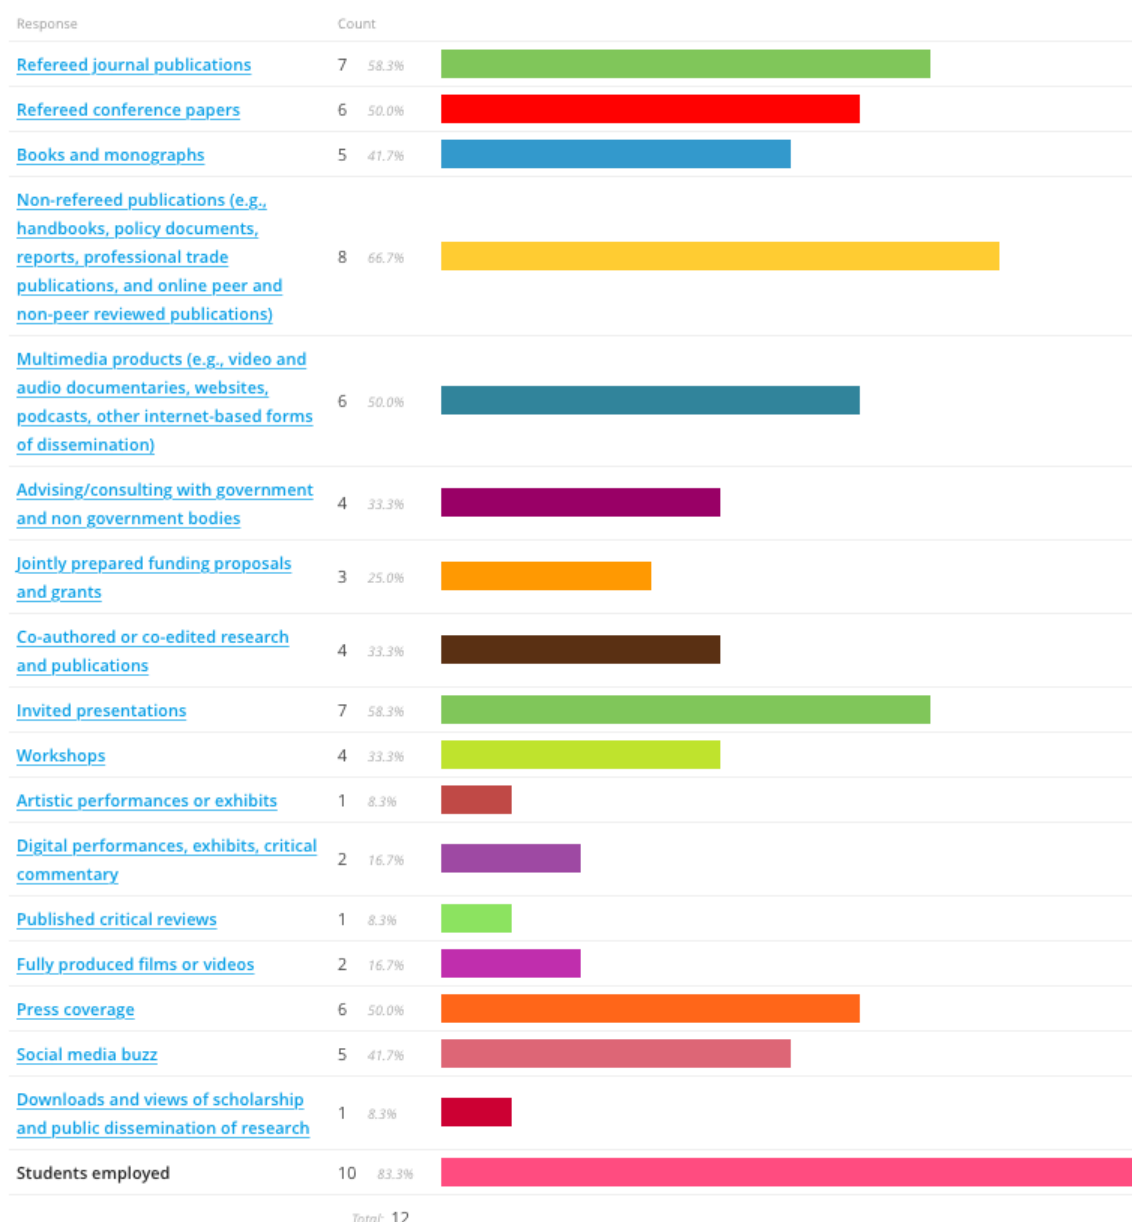 Response Count
Refereed journal publications 7 58.3%
Refereed conference papers 6 50.0%
Books and monographs 5 41.7%
Non-refereed publications (e.g.,
handbooks, policy documents,
reports, professional trade 8 66.7%
publications, and online peer and
non-peer reviewed publications)
Multimedia products (e.g., video and
audio documentaries, websites,
podcasts, other internet-based forms 6 50.0%
of dissemination)
Advising/consulting with government 4 33.3%
and non government bodies
Jointly prepared funding proposals 3 25.0%
and grants
Co-authored or co-edited research 4 33.3%
and publications
Invited presentations 7 58.3%
Workshops 4 33.3%
Artistic performances or exhibits 1 8.3%
Digital performances, exhibits, critical 2 16.7%
commentary
Published critical reviews 1 8.3%
Fully produced films or videos 2 16.7%
Press coverage 6 50.0%
Social media buzz 5 41.7%
Downloads and views of scholarship 1 8.3%
and public dissemination of research
Students employed 10 83.3%
Total: 12